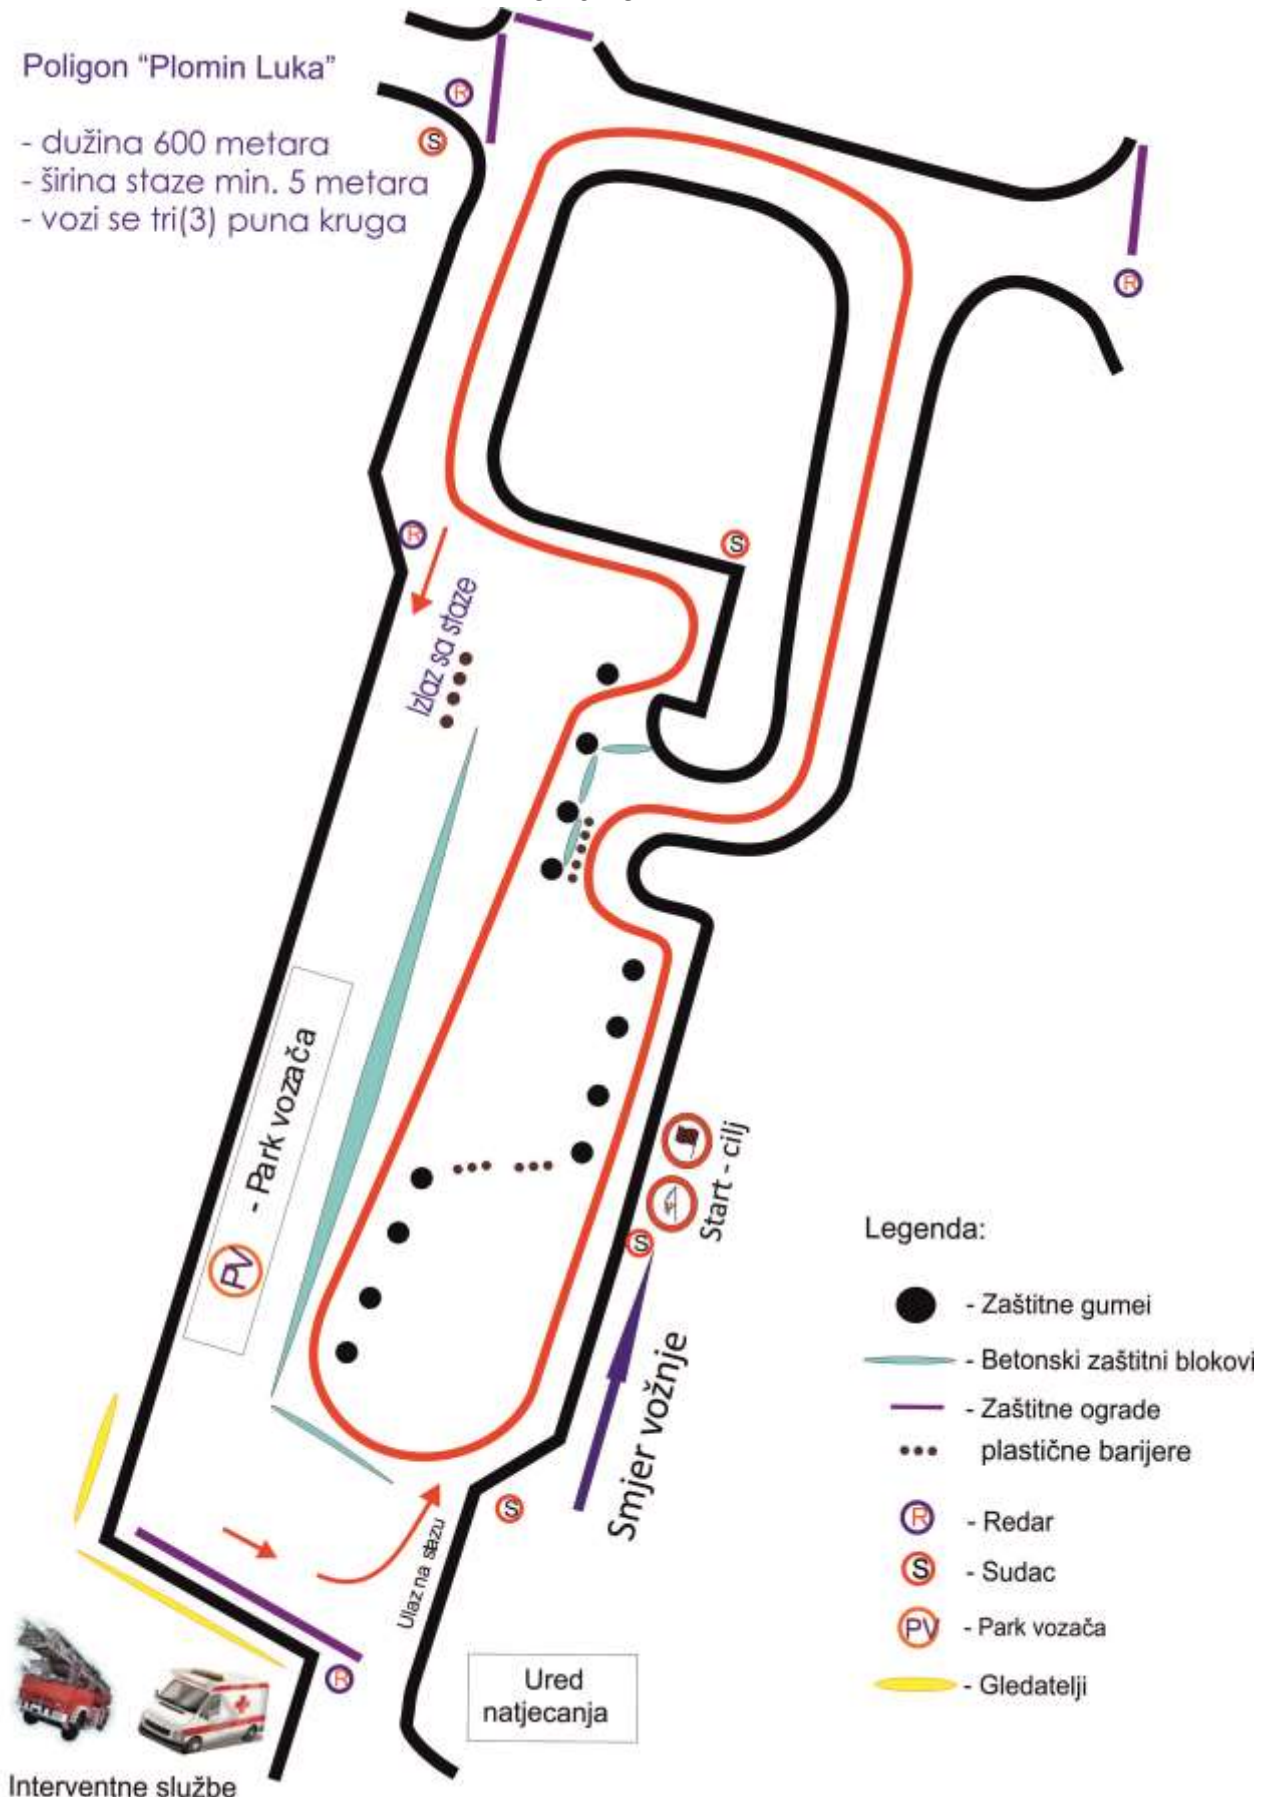 Poligon “Plomin Luka”
- dužina 600 metara
- širina staze min. 5 metara
- vozi se tri(3) puna kruga
R
S
R
R
S
Izlaz sa staze
- Park vozača
PV
Start - cilj
S
Smjer vožnje
S
Ulaz na stazu
R
Ured
natjecanja
Interventne službe
Legenda:
- Zaštitne gumei
- Betonski zaštitni blokovi
- Zaštitne ograde
plastične barijere
R - Redar
S - Sudac
PV - Park vozača
- Gledatelji